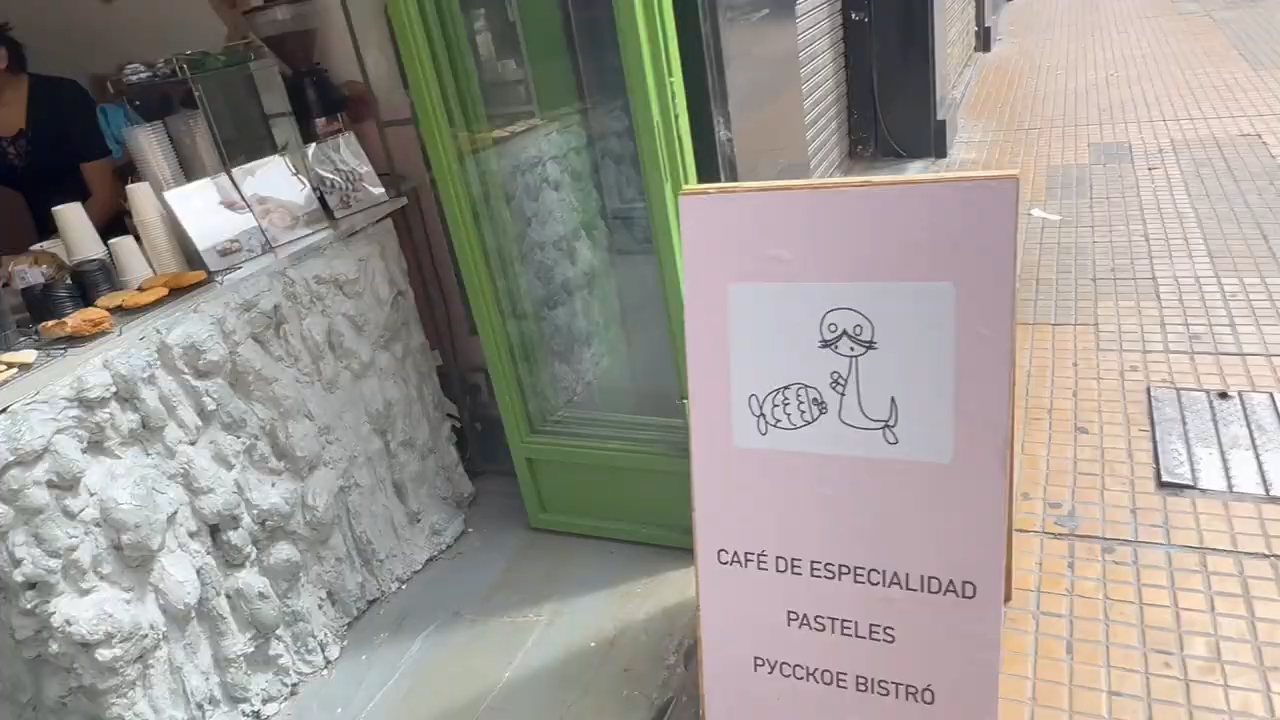 CAFÉ DE ESPECIALIDAD
PASTELES
РУССКОЕ BISTRÓ